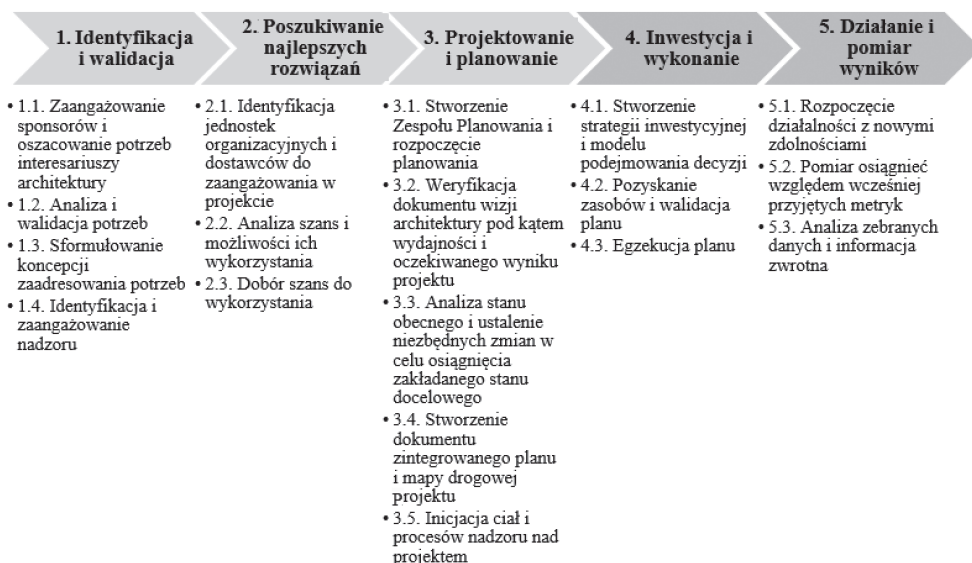 1. Identyfikacja
i walidacja
2. Poszukiwanie
najlepszych
rozwiązań
3. Projektowanie
i planowanie
4. Inwestycja i
wykonanie
5. Działanie i
pomiar
wyników
• 1.1. Zaangażowanie
sponsorów i
oszacowanie potrzeb
interesariuszy
architektury
• 1.2. Analiza i
walidacja potrzeb
• 1.3. Sformułowanie
koncepcji
zaadresowania potrzeb
• 1.4. Identyfikacja i
zaangażowanie
nadzoru
• 2.1. Identyfikacja
jednostek
organizacyjnych i
dostawców do
zaangażowania w
projekcie
• 2.2. Analiza szans i
możliwości ich
wykorzystania
• 2.3. Dobór szans do
wykorzystania
• 3.1. Stworzenie
Zespołu Planowania i
rozpoczęcie
planowania
• 3.2. Weryfikacja
dokumentu wizji
architektury pod kątem
wydajności i
oczekiwanego wyniku
projektu
• 3.3. Analiza stanu
obecnego i ustalenie
niezbędnych zmian w
celu osiągnięcia
zakładanego stanu
docelowego
• 3.4. Stworzenie
dokumentu
zintegrowanego planu
i mapy drogowej
projektu
• 3.5. Inicjacja ciał i
procesów nadzoru nad
projektem
• 4.1. Stworzenie
strategii inwestycyjnej
i modelu
podejmowania decyzji
• 4.2. Pozyskanie
zasobów i walidacja
planu
• 4.3. Egzekucja planu
• 5.1. Rozpoczęcie
działalności z nowymi
zdolnościami
• 5.2. Pomiar osiągnieć
względem wcześniej
przyjętych metryk
• 5.3. Analiza zebranych
danych i informacja
zwrotna